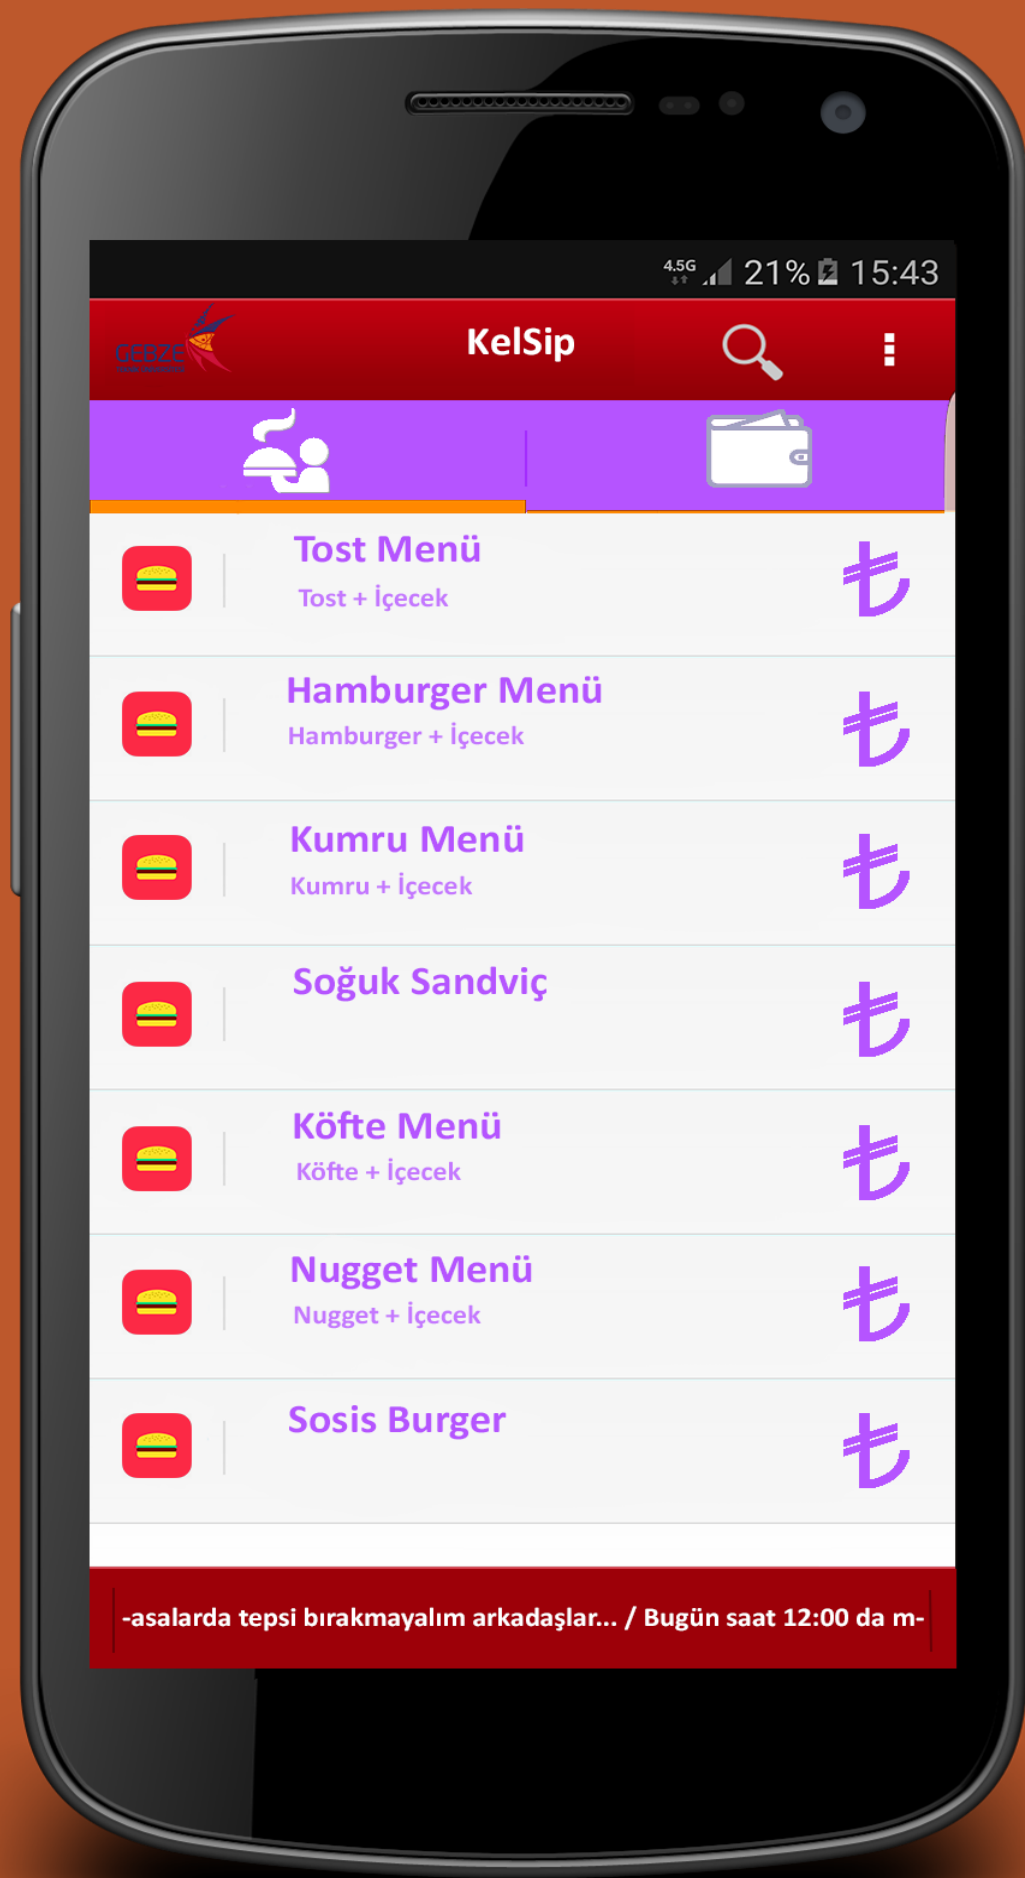 4.5G 21% 15:43
GEBZE
KelSip
Tost Menü
Tost + İçecek
₺
Hamburger Menü
Hamburger + İçecek
₺
Kumru Menü
Kumru + İçecek
₺
Soğuk Sandviç
₺
Köfte Menü
Köfte + İçecek
₺
Nugget Menü
Nugget + İçecek
₺
Sosis Burger
₺
-asalarda tepsi bırakmayalım arkadaşlar... / Bugün saat 12:00 da m-